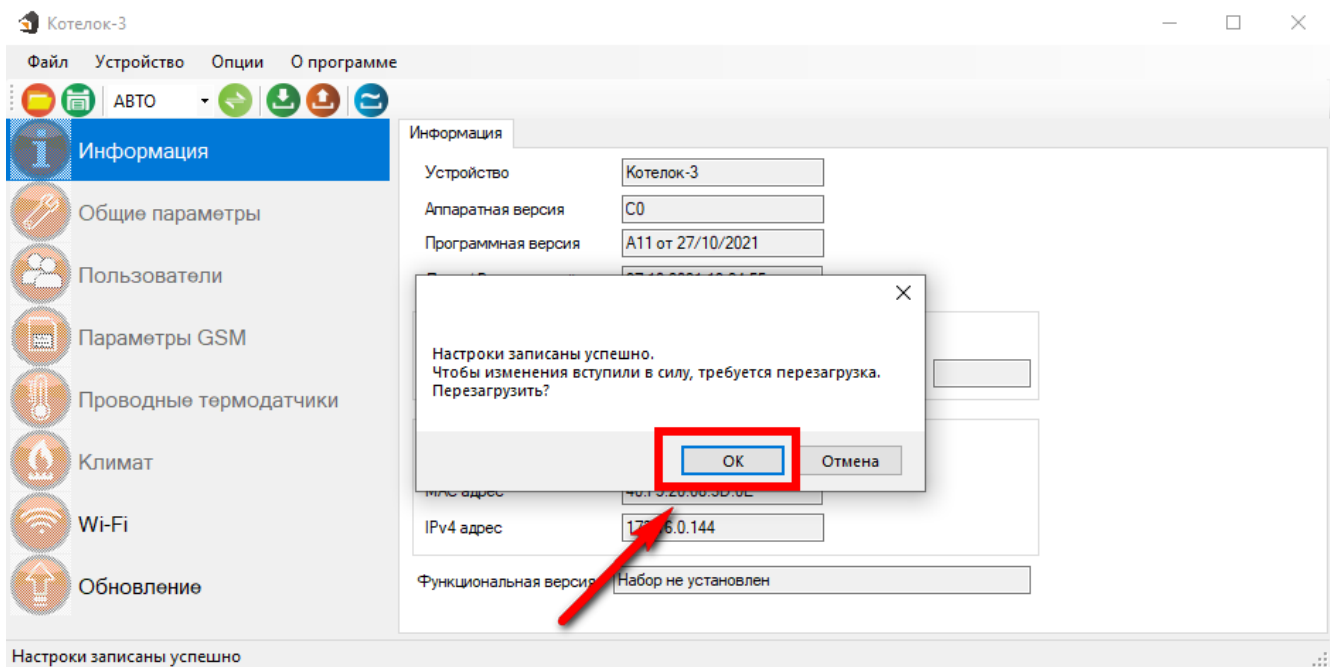 Котелок-3
Файл Устройство Опции О программе
АВТО
Информация
Общие параметры
Пользователи
Параметры GSM
Проводные термодатчики
Климат
Wi-Fi
Обновление
Информация
Устройство Котелок-3
Аппаратная версия C0
Программная версия A11 от 27/10/2021
Настроки записаны успешно.
Чтобы изменения вступили в силу, требуется перезагрузка.
Перезагрузить?
ОК Отмена
MAC адрес
IPv4 адрес
Функциональная версия Набор не установлен
Настроки записаны успешно